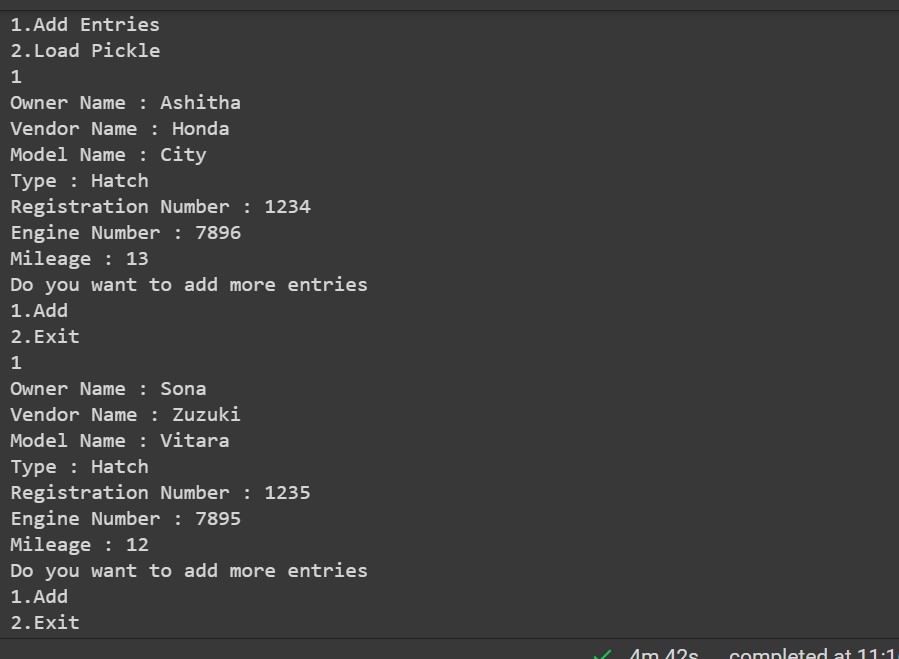 1.Add Entries
2.Load Pickle
1
Owner Name : Ashitha
Vendor Name : Honda
Model Name : City
Type : Hatch
Registration Number : 1234
Engine Number : 7896
Mileage : 13
Do you want to add more entries
1.Add
2.Exit
1
Owner Name : Sona
Vendor Name : Zuzuki
Model Name : Vitara
Type : Hatch
Registration Number : 1235
Engine Number : 7895
Mileage : 12
Do you want to add more entries
1.Add
2.Exit
4m 42s completed at